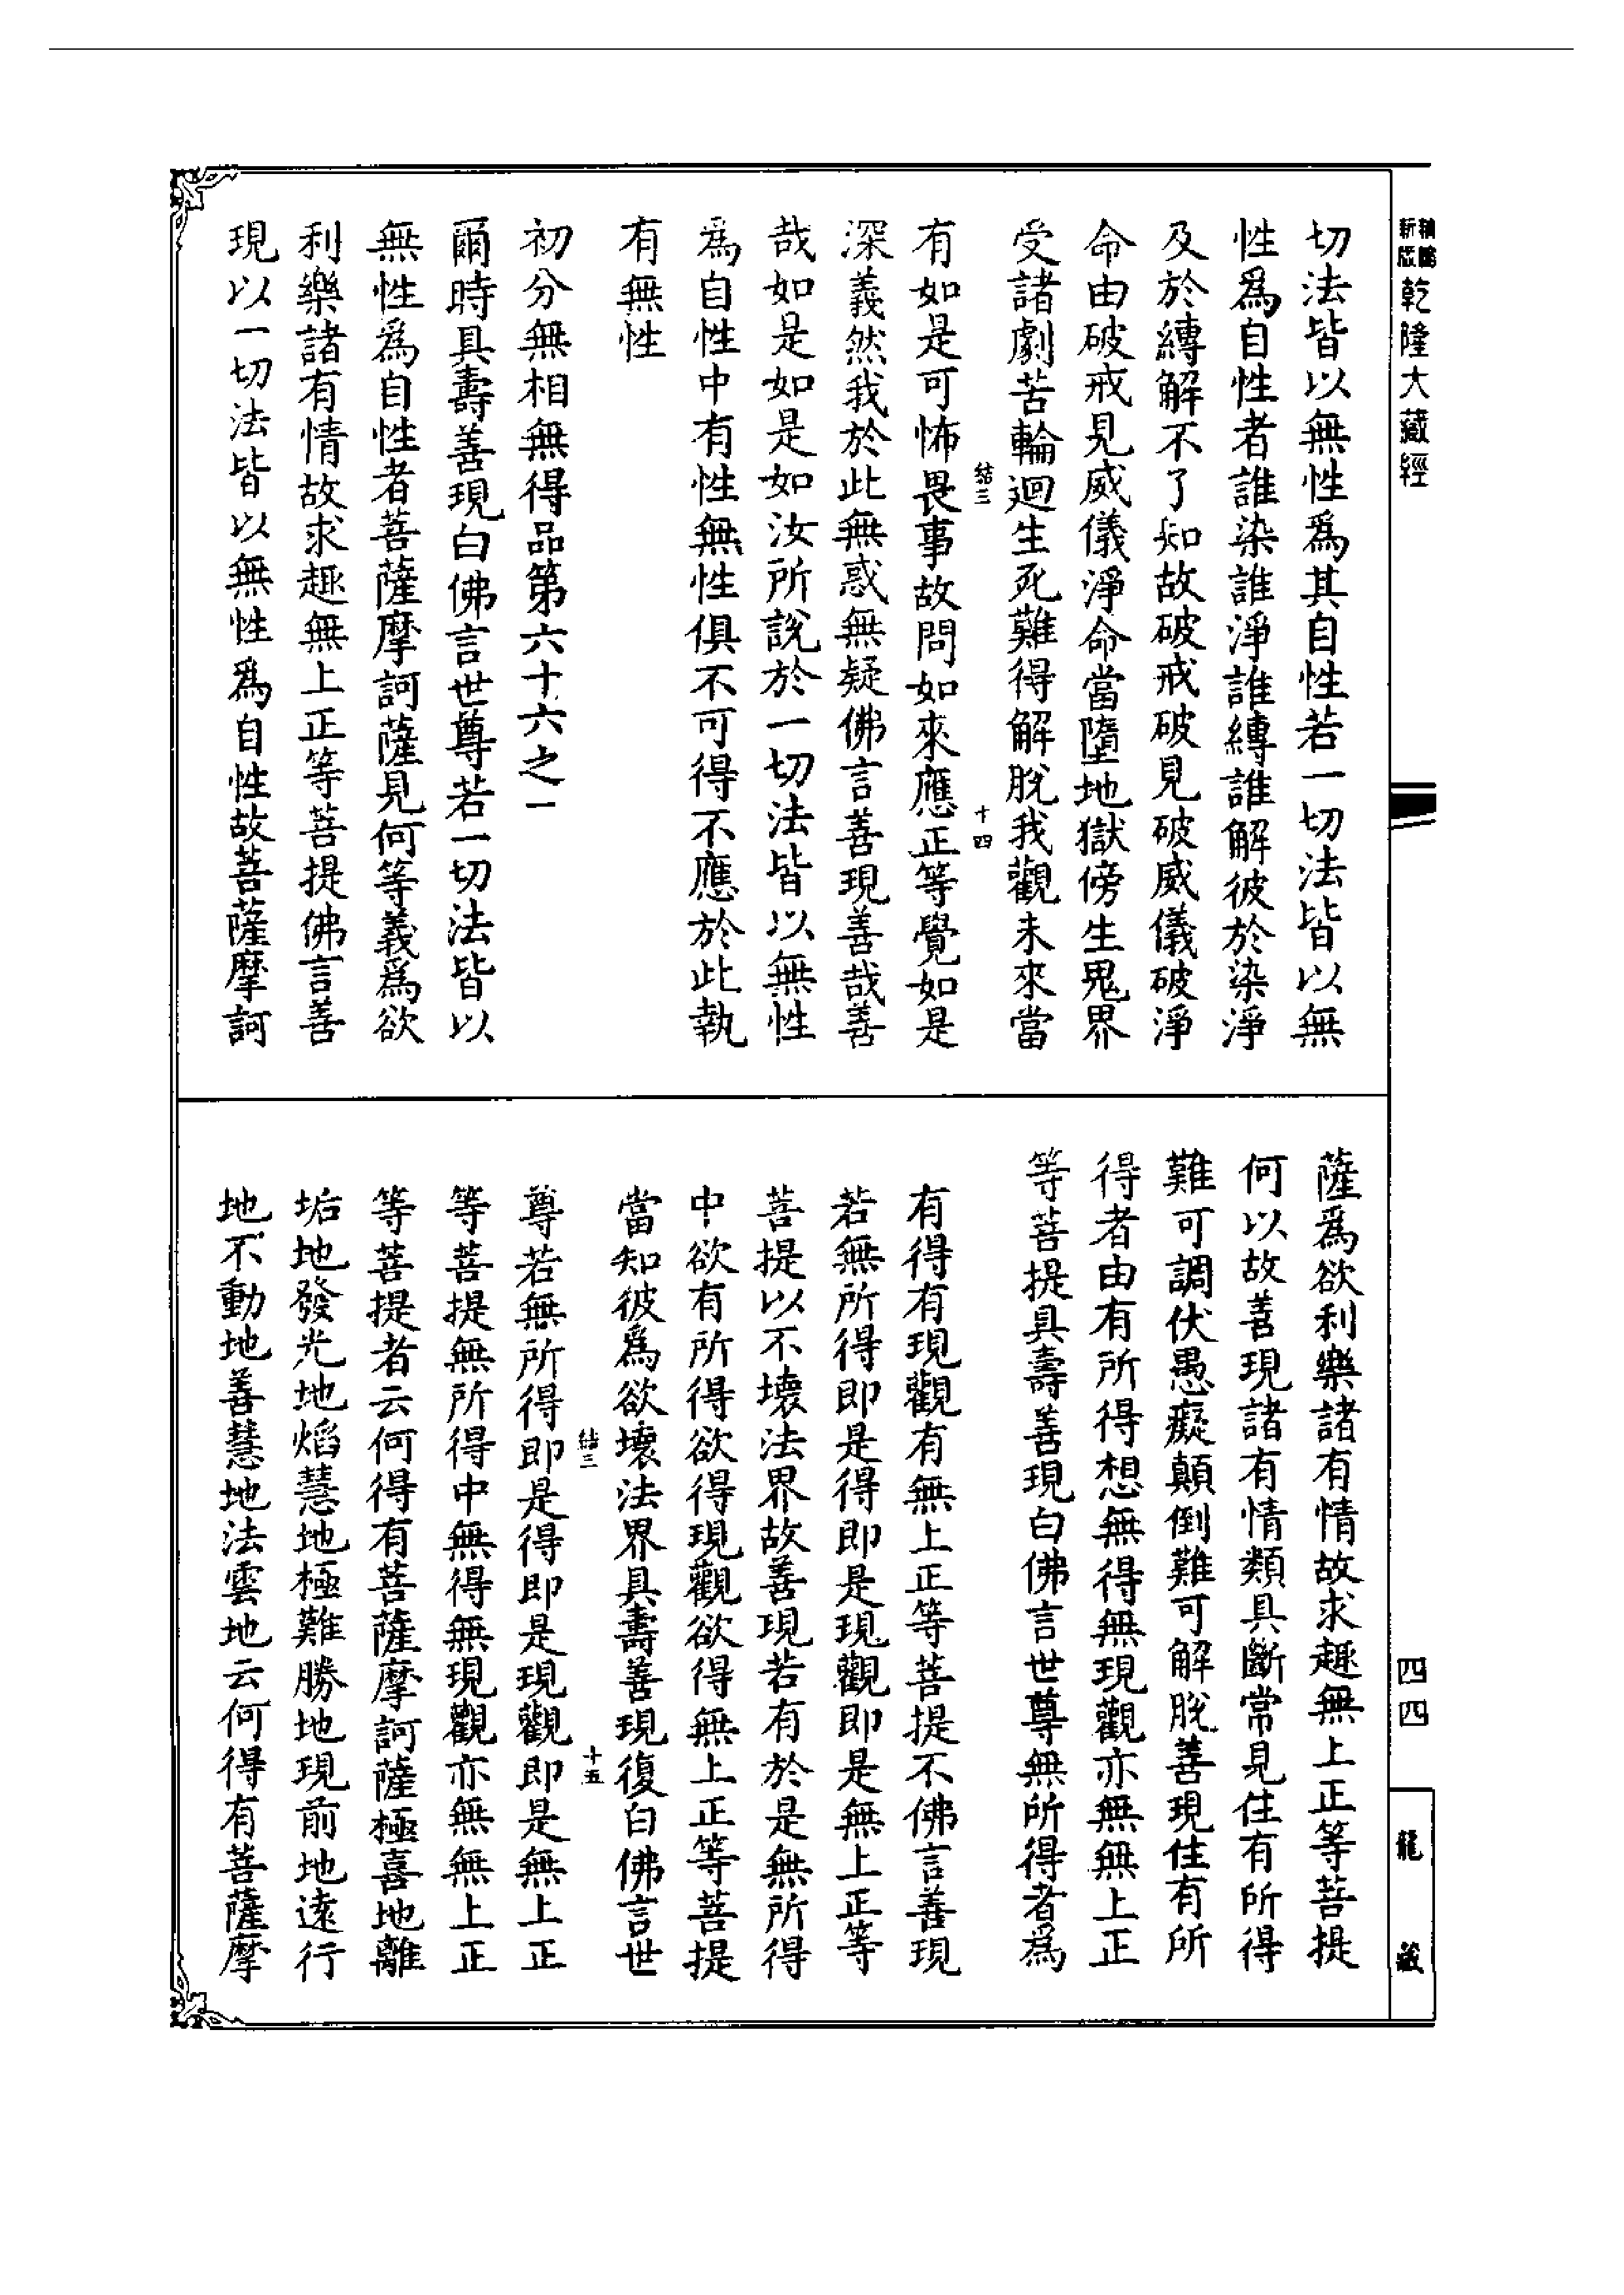 新版
乾隆大藏經
切法皆以無性爲其自性若一切法皆以無
性爲自性者誰染誰淨誰縛誰解彼於染淨
及於縛解不了知故破戒破見破威儀破淨
命由破戒見威儀淨命當墮地獄傍生鬼界
受諸劇苦輪迴生死難得解脫我觀未來當
結三
十四
有如是可怖畏事故問如來應正等覺如是
深義然我於此無惑無疑佛言善現善哉善
哉如是如是如汝所說於一切法皆以無性
爲自性中有性無性俱不可得不應於此執
有無性
初分無相無得品第六十六之一
爾時具壽善現白佛言世尊若一切法皆以
無性爲自性者菩薩摩訶薩見何等義爲欲
利樂諸有情故求趣無上正等菩提佛言善
現以一切法皆以無性爲自性故菩薩摩訶
四四
龍藏
薩爲欲利樂諸有情故求趣無上正等菩提
何以故善現諸有情類具斷常見住有所得
難可調伏愚癡顛倒難可解脫善現住有所
得者由有所得想無得無現觀亦無無上正
等菩提具壽善現白佛言世尊無所得者爲
有得有現觀有無上正等菩提不佛言善現
若無所得即是得即是現觀即是無上正等
菩提以不壞法界故善現若有於是無所得
中欲有所得欲得現觀欲得無上正等菩提
當知彼爲欲壞法界具壽善現復白佛言世
結三
十五
尊若無所得即是得即是現觀即是無上正
等菩提無所得中無得無現觀亦無無上正
等菩提者云何得有菩薩摩訶薩極喜地離
垢地發光地焰慧地極難勝地現前地遠行
地不動地善慧地法雲地云何得有菩薩摩